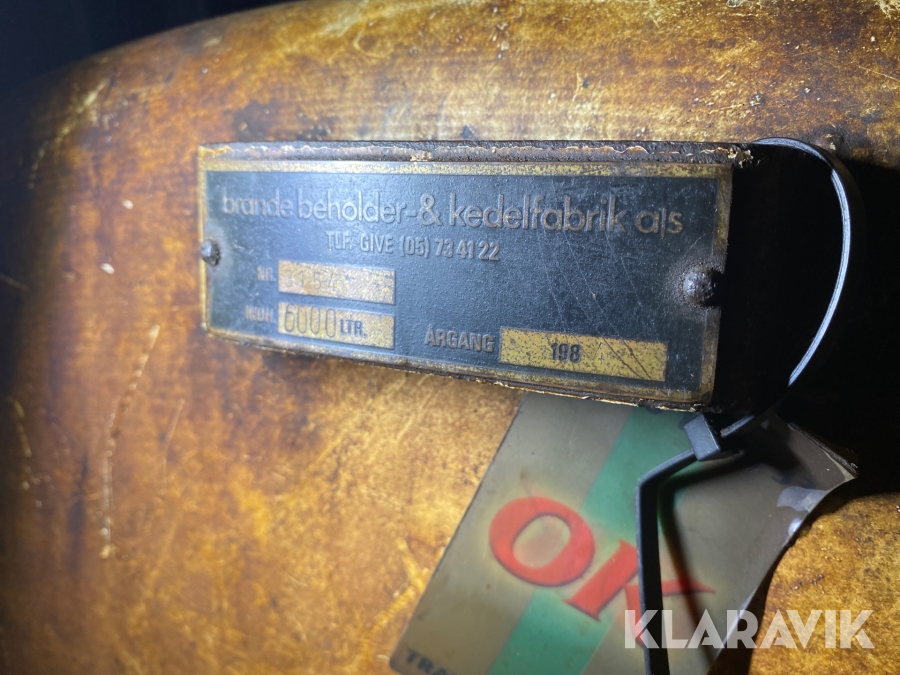 brande beholder- & kedelfabrik a|s
TLF. GIVE (05) 73 41 22
NR.
6000 LTR.
ÅRGANG 198
OK
KLARAVIK